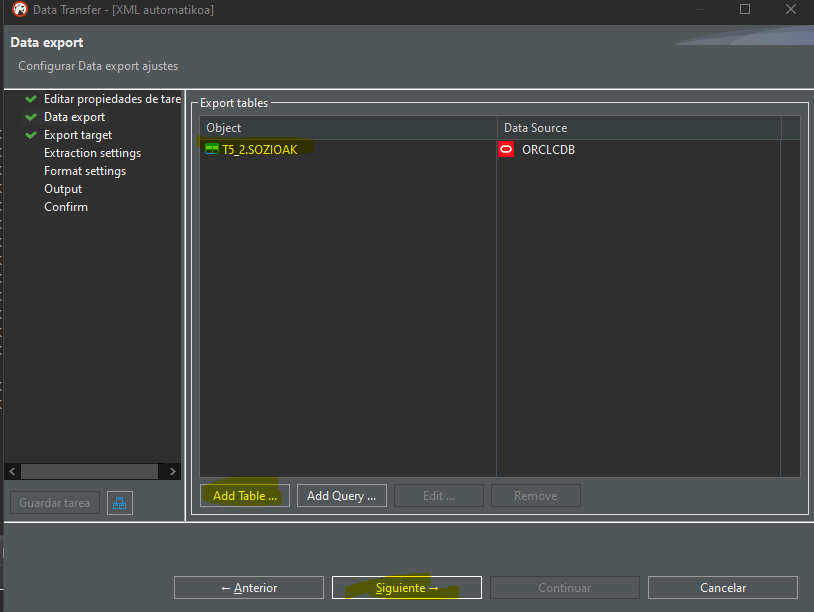 Data Transfer - [XML automatikoa]
Data export
Configurar Data export ajustes
Editar propiedades de tare
Data export
Export target
Extraction settings
Format settings
Output
Confirm
Export tables
Object Data Source
T5_2.SOZIOAK ORCLCDB
Guardar tarea
Add Table ... Add Query ... Edit ... Remove
← Anterior Siguiente → Continuar Cancelar